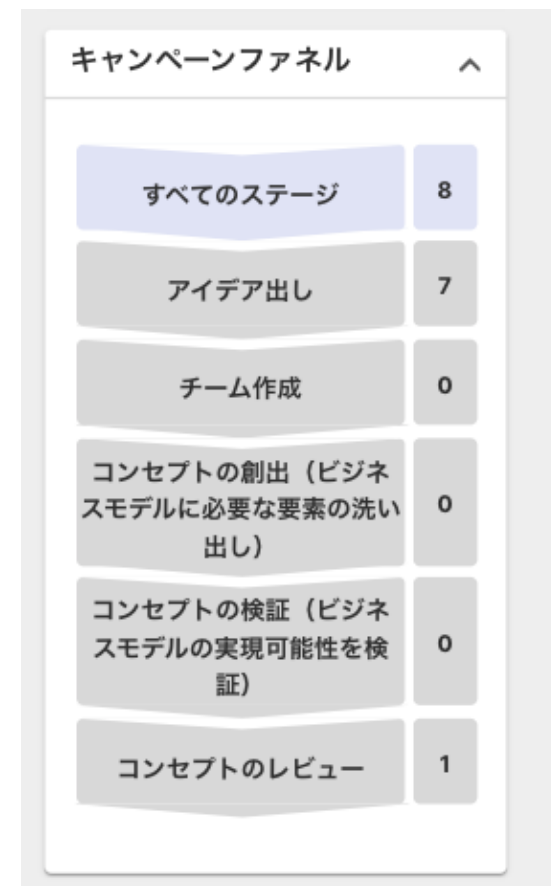 キャンペーンファネル
すべてのステージ 8
アイデア出し 7
チーム作成 0
コンセプトの創出（ビジネ
スモデルに必要な要素の洗い 0
出し）
コンセプトの検証（ビジネ
スモデルの実現可能性を検 0
証）
コンセプトのレビュー 1